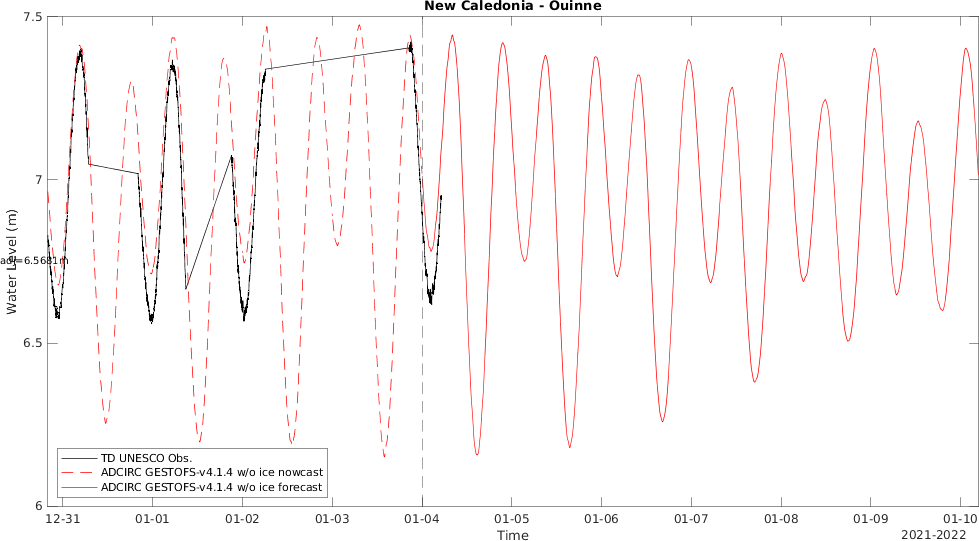 New Caledonia - Ouinne
7.5
7
6.5
6
Water Level (m)
adj=6.5681m
TD UNESCO Obs.
ADCIRC GESTOFS-v4.1.4 w/o ice nowcast
ADCIRC GESTOFS-v4.1.4 w/o ice forecast
12-31 01-01 01-02 01-03 01-04 01-05 01-06 01-07 01-08 01-09 01-10
Time
2021-2022